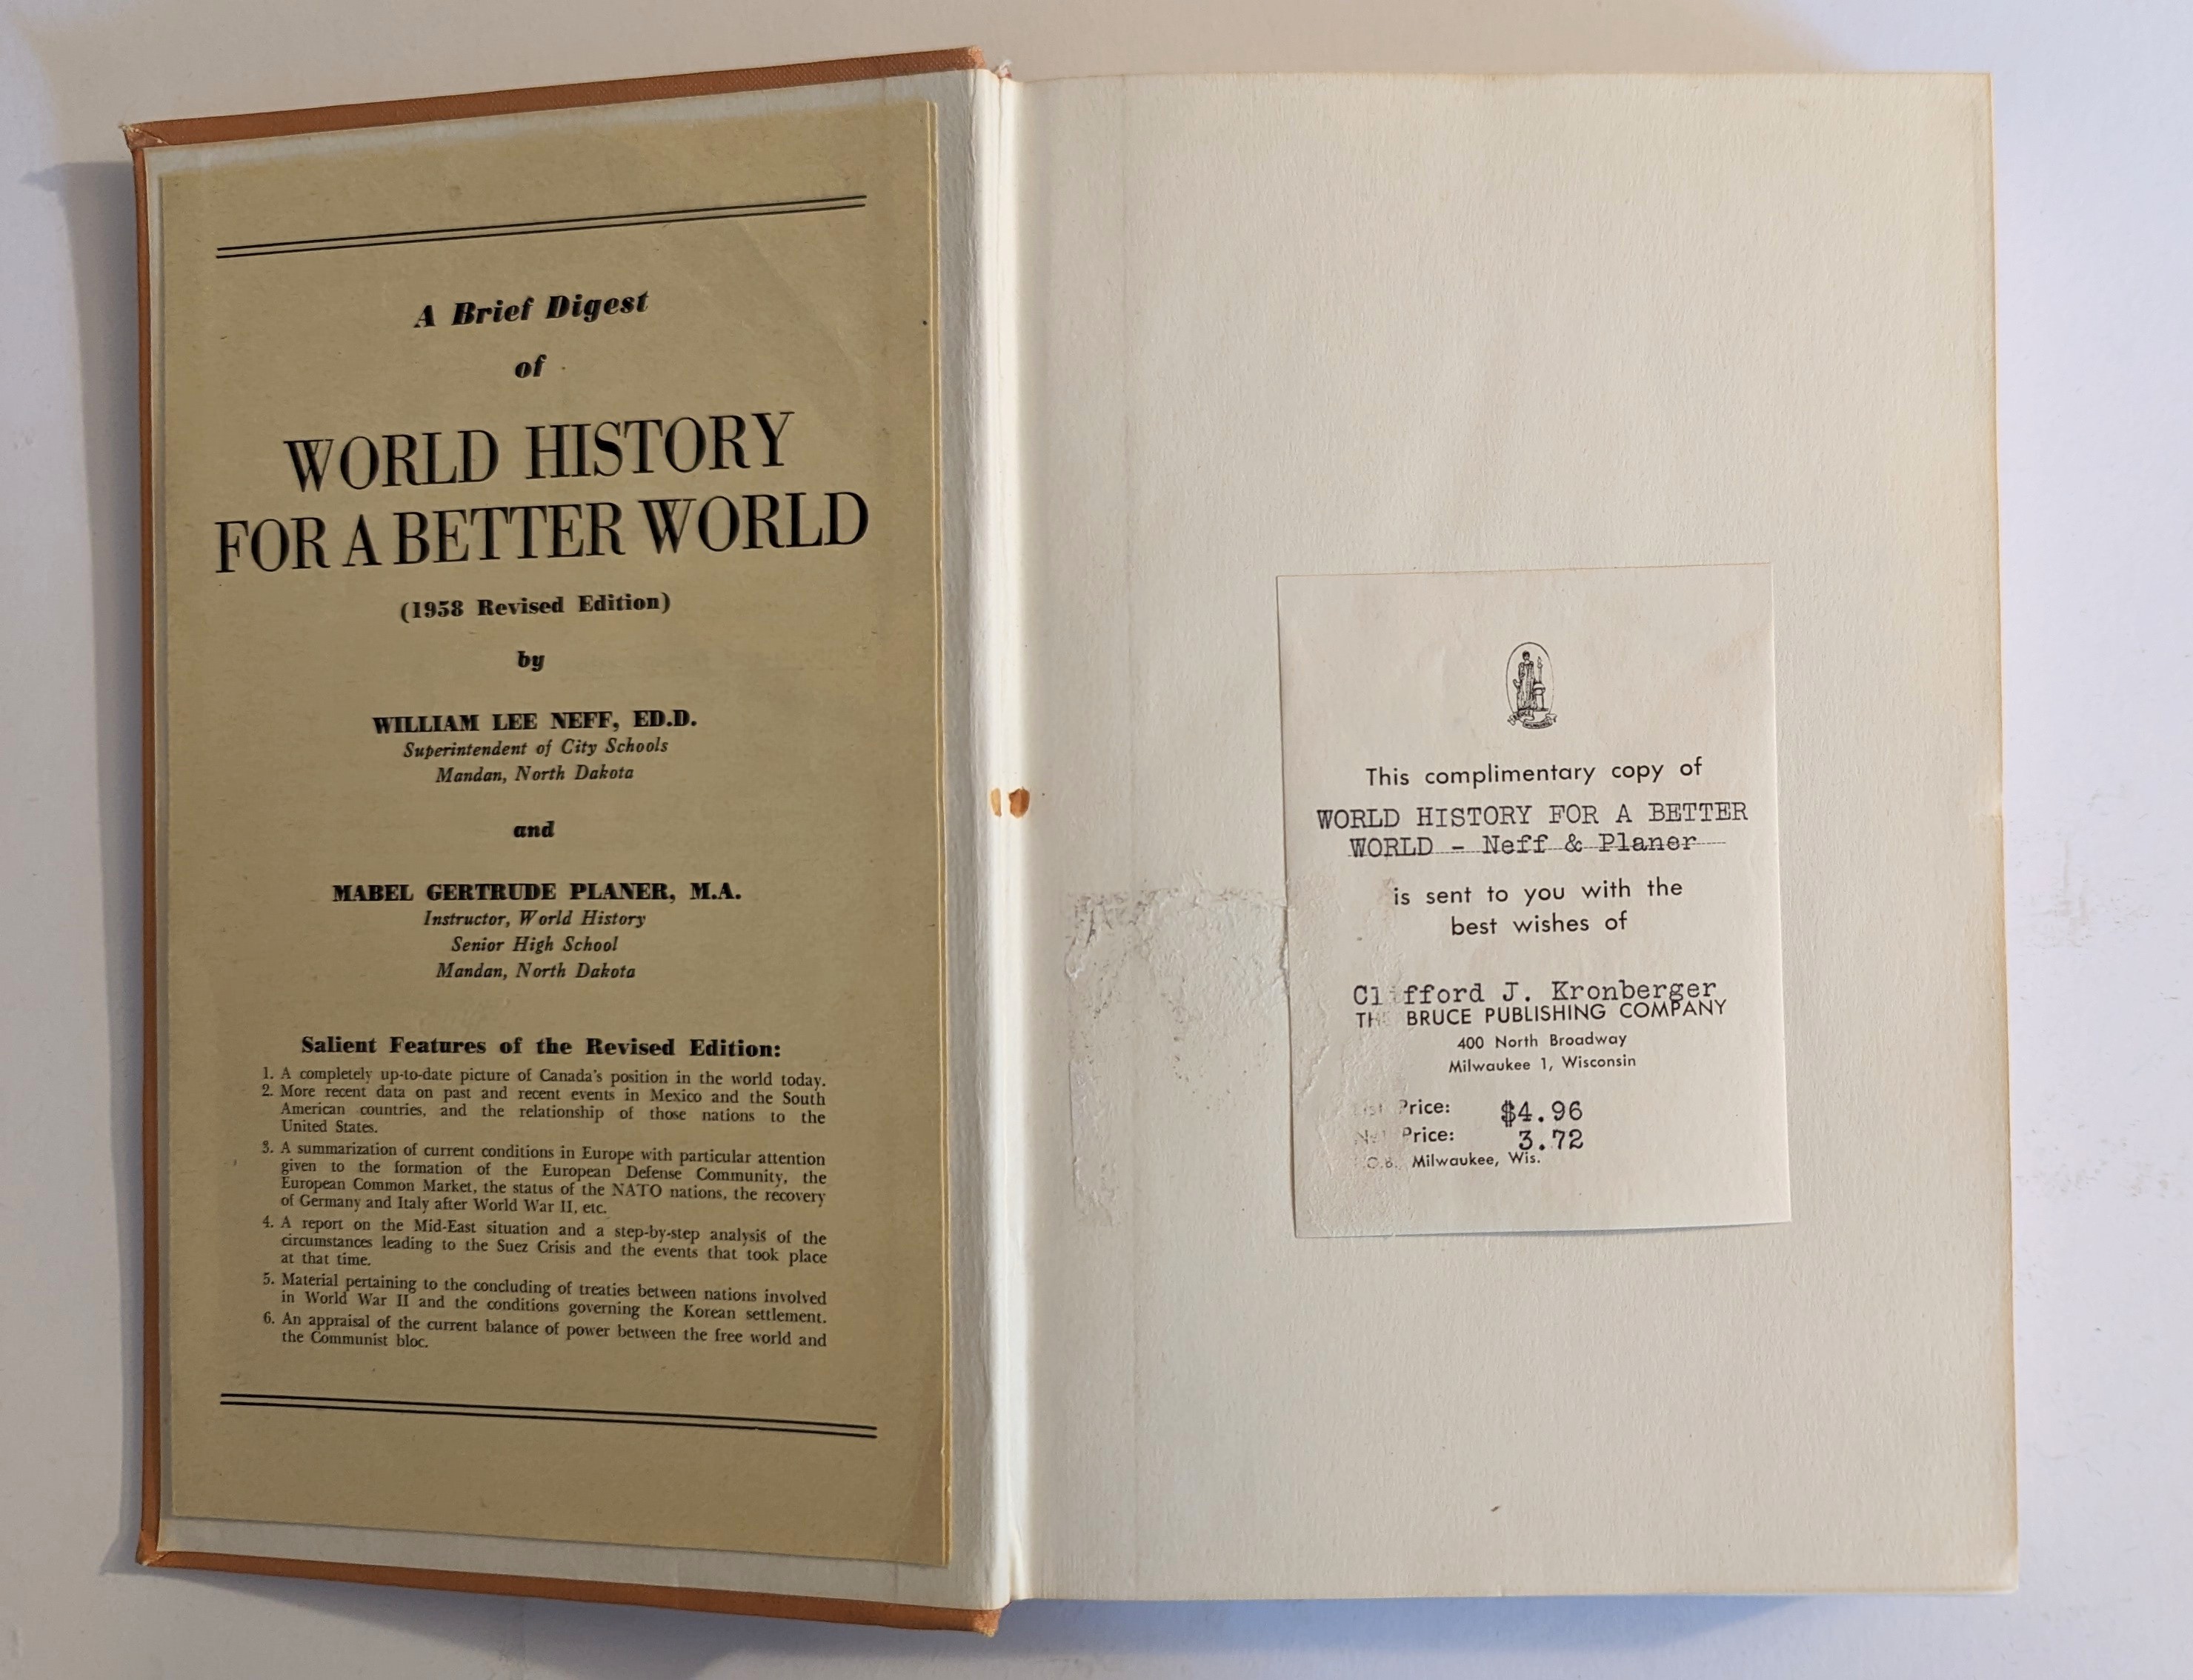 A Brief Digest
of
WORLD HISTORY
FOR A BETTER WORLD
(1958 Revised Edition)
by
WILLIAM LEE NEFF, ED.D.
Superintendent of City Schools
Mandan, North Dakota
and
MABEL GERTRUDE PLANER, M.A.
Instructor, World History
Senior High School
Mandan, North Dakota
Salient Features of the Revised Edition:
1. A completely up-to-date picture of Canada's position in the world today.
2. More recent data on past and recent events in Mexico and the South
American countries, and the relationship of those nations to the
United States.
3. A summarization of current conditions in Europe with particular attention
given to the formation of the European Defense Community, the
European Common Market, the status of the NATO nations, the recovery
of Germany and Italy after World War II, etc.
4. A report on the Mid-East situation and a step-by-step analysis of the
circumstances leading to the Suez Crisis and the events that took place
at that time.
5. Material pertaining to the concluding of treaties between nations involved
in World War II and the conditions governing the Korean settlement.
6. An appraisal of the current balance of power between the free world and
the Communist bloc.
This complimentary copy of
WORLD HISTORY FOR A BETTER
WORLD - Neff & Planer
is sent to you with the
best wishes of
Clifford J. Kronberger
THE BRUCE PUBLISHING COMPANY
400 North Broadway
Milwaukee 1, Wisconsin
List Price: $4.96
Net Price: 3.72
F.O.B. Milwaukee, Wis.